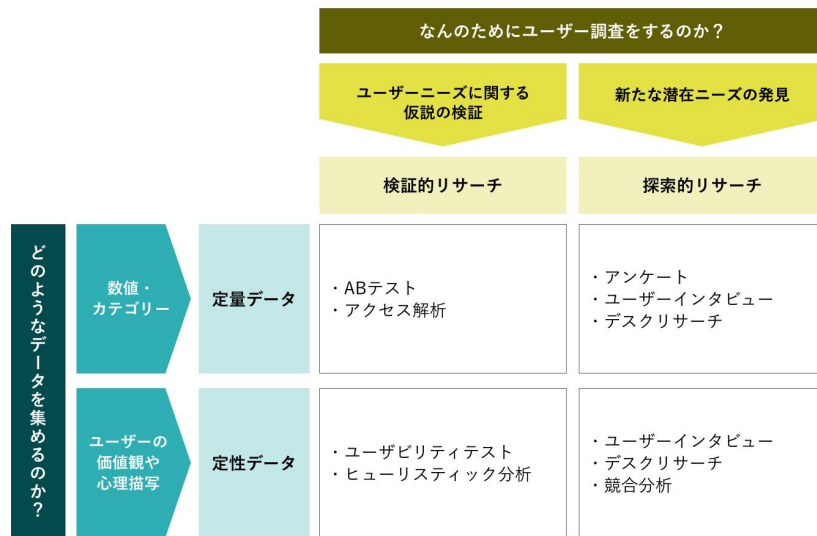 なんのためにユーザー調査をするのか？
ユーザーニーズに関する
仮説の検証
新たな潜在ニーズの発見
検証的リサーチ
探索的リサーチ
どのようなデータを集めるのか？
数値・
カテゴリー
定量データ
・ABテスト
・アクセス解析
・アンケート
・ユーザーインタビュー
・デスクリサーチ
ユーザーの
価値観や
心理描写
定性データ
・ユーザビリティテスト
・ヒューリスティック分析
・ユーザーインタビュー
・デスクリサーチ
・競合分析